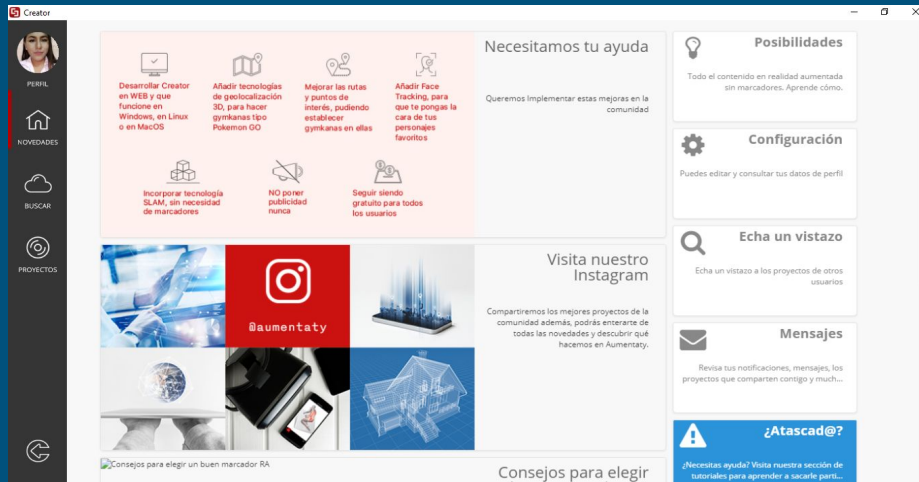 Creator
PERFIL
NOVEDADES
BUSCAR
PROYECTOS
Desarrollar Creator
en WEB y que
funcione en
Windows, en Linux
o en MacOS
Añadir tecnologías
de geolocalización
3D, para hacer
gymkanas tipo
Pokemon GO
Mejorar las rutas
y puntos de
interés, pudiendo
establecer
gymkanas en ellas
Añadir Face
Tracking, para
que te pongas la
cara de tus
personajes
favoritos
Incorporar tecnología
SLAM, sin necesidad
de marcadores
NO poner
publicidad
nunca
Seguir siendo
gratuito para todos
los usuarios
Necesitamos tu ayuda
Queremos Implementar estas mejoras en la
comunidad
@aumentaty
Visita nuestro
Instagram
Compartiremos los mejores proyectos de la
comunidad además, podrás enterarte de
todas las novedades y descubrir qué
hacemos en Aumentaty.
Consejos para elegir un buen marcador RA
Consejos para elegir
Posibilidades
Todo el contenido en realidad aumentada
sin marcadores. Aprende cómo.
Configuración
Puedes editar y consultar tus datos de perfil
Echa un vistazo
Echa un vistazo a los proyectos de otros
usuarios
Mensajes
Revisa tus notificaciones, mensajes, los
proyectos que comparten contigo y much...
¿Atascad@?
¿Necesitas ayuda? Visita nuestra sección de
tutoriales para aprender a sacarle parti...